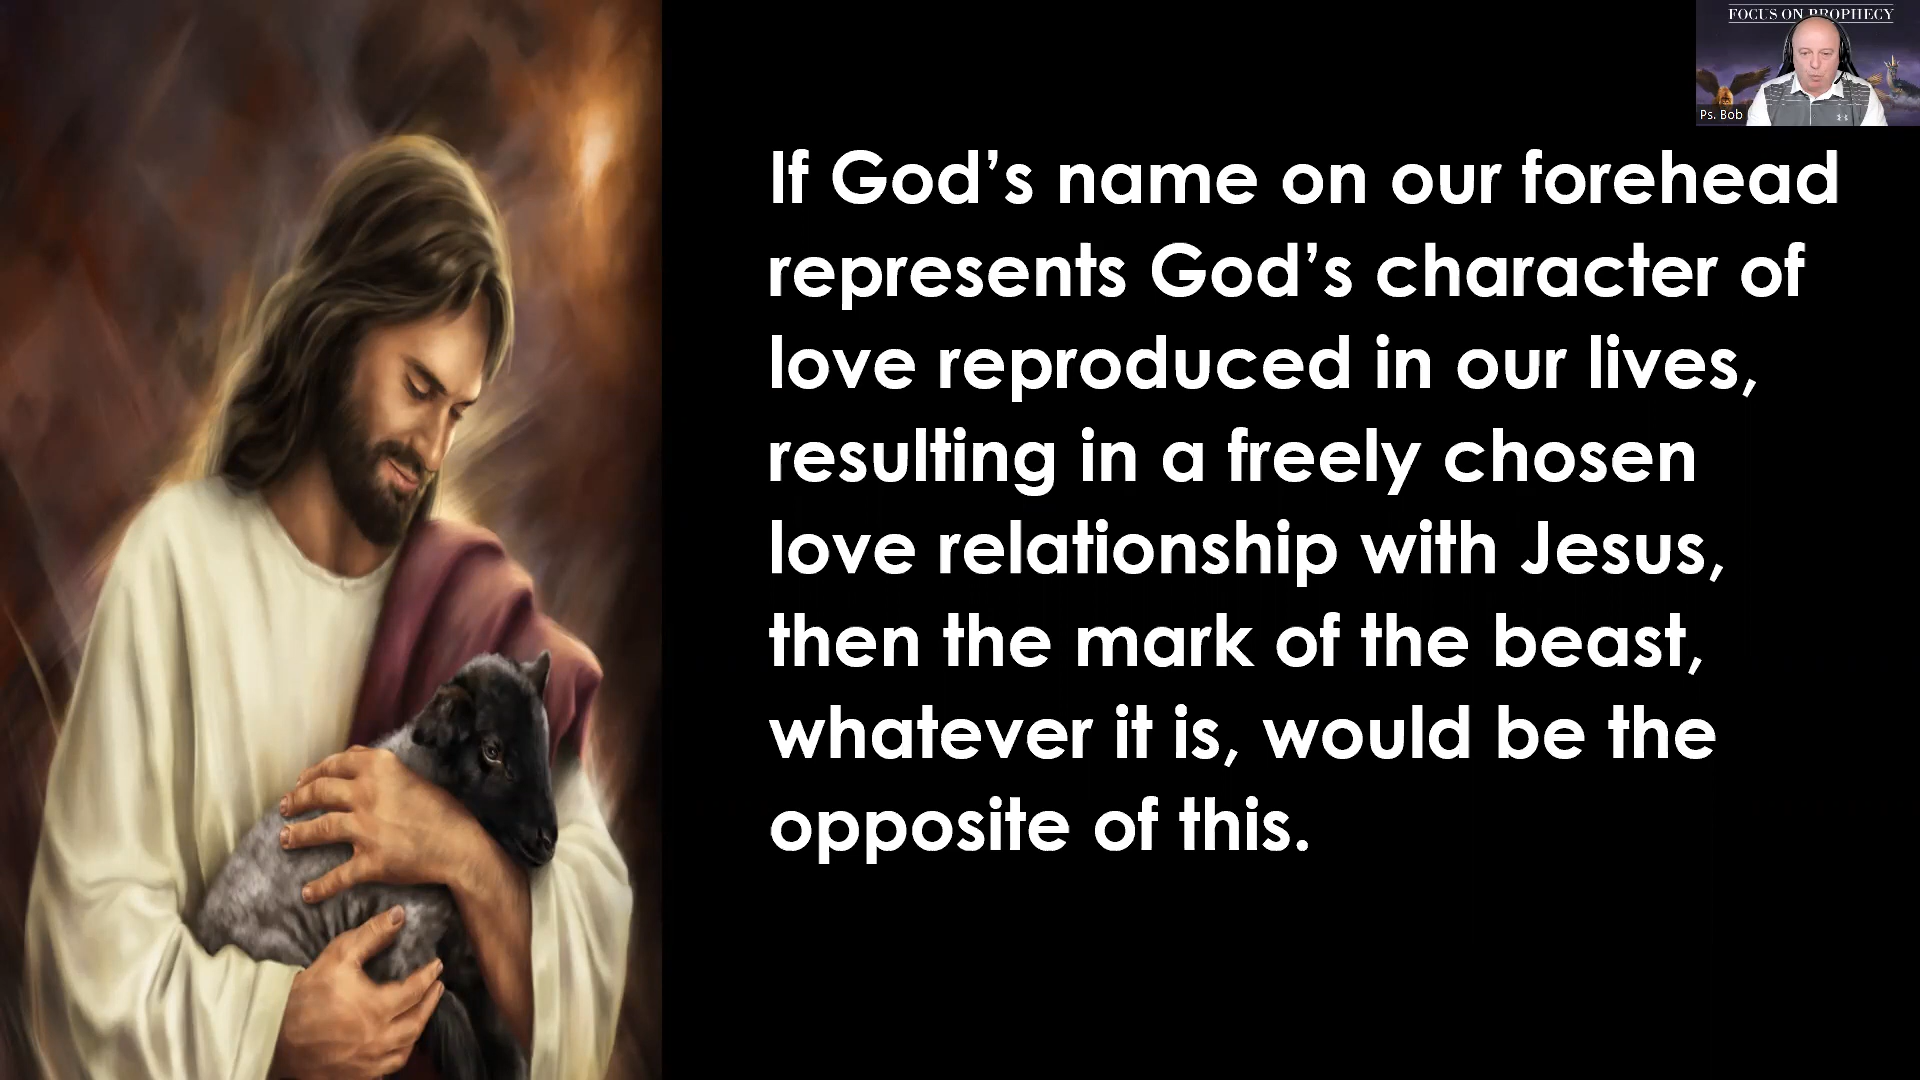 FOCUS ON PROPHECY
Ps. Bob
If God’s name on our forehead
represents God’s character of
love reproduced in our lives,
resulting in a freely chosen
love relationship with Jesus,
then the mark of the beast,
whatever it is, would be the
opposite of this.